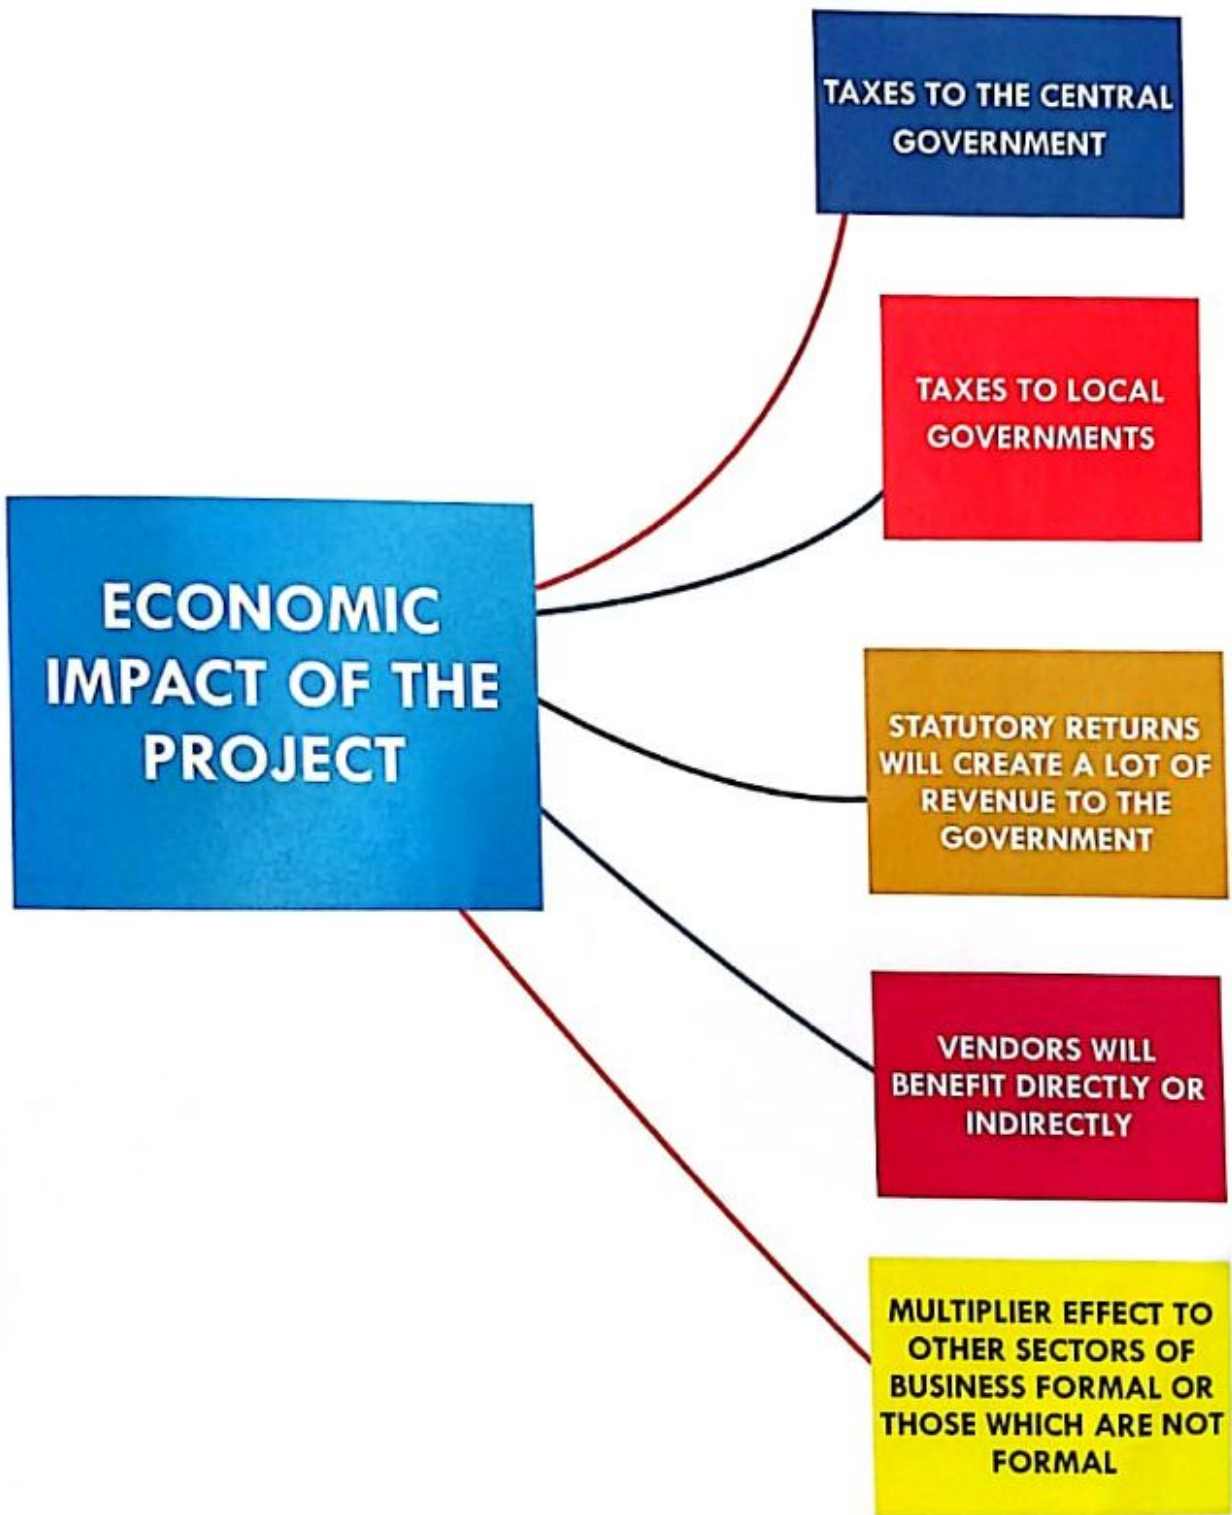 TAXES TO THE CENTRAL
GOVERNMENT
TAXES TO LOCAL
GOVERNMENTS
ECONOMIC
IMPACT OF THE
PROJECT
STATUTORY RETURNS
WILL CREATE A LOT OF
REVENUE TO THE
GOVERNMENT
VENDORS WILL
BENEFIT DIRECTLY OR
INDIRECTLY
MULTIPLIER EFFECT TO
OTHER SECTORS OF
BUSINESS FORMAL OR
THOSE WHICH ARE NOT
FORMAL